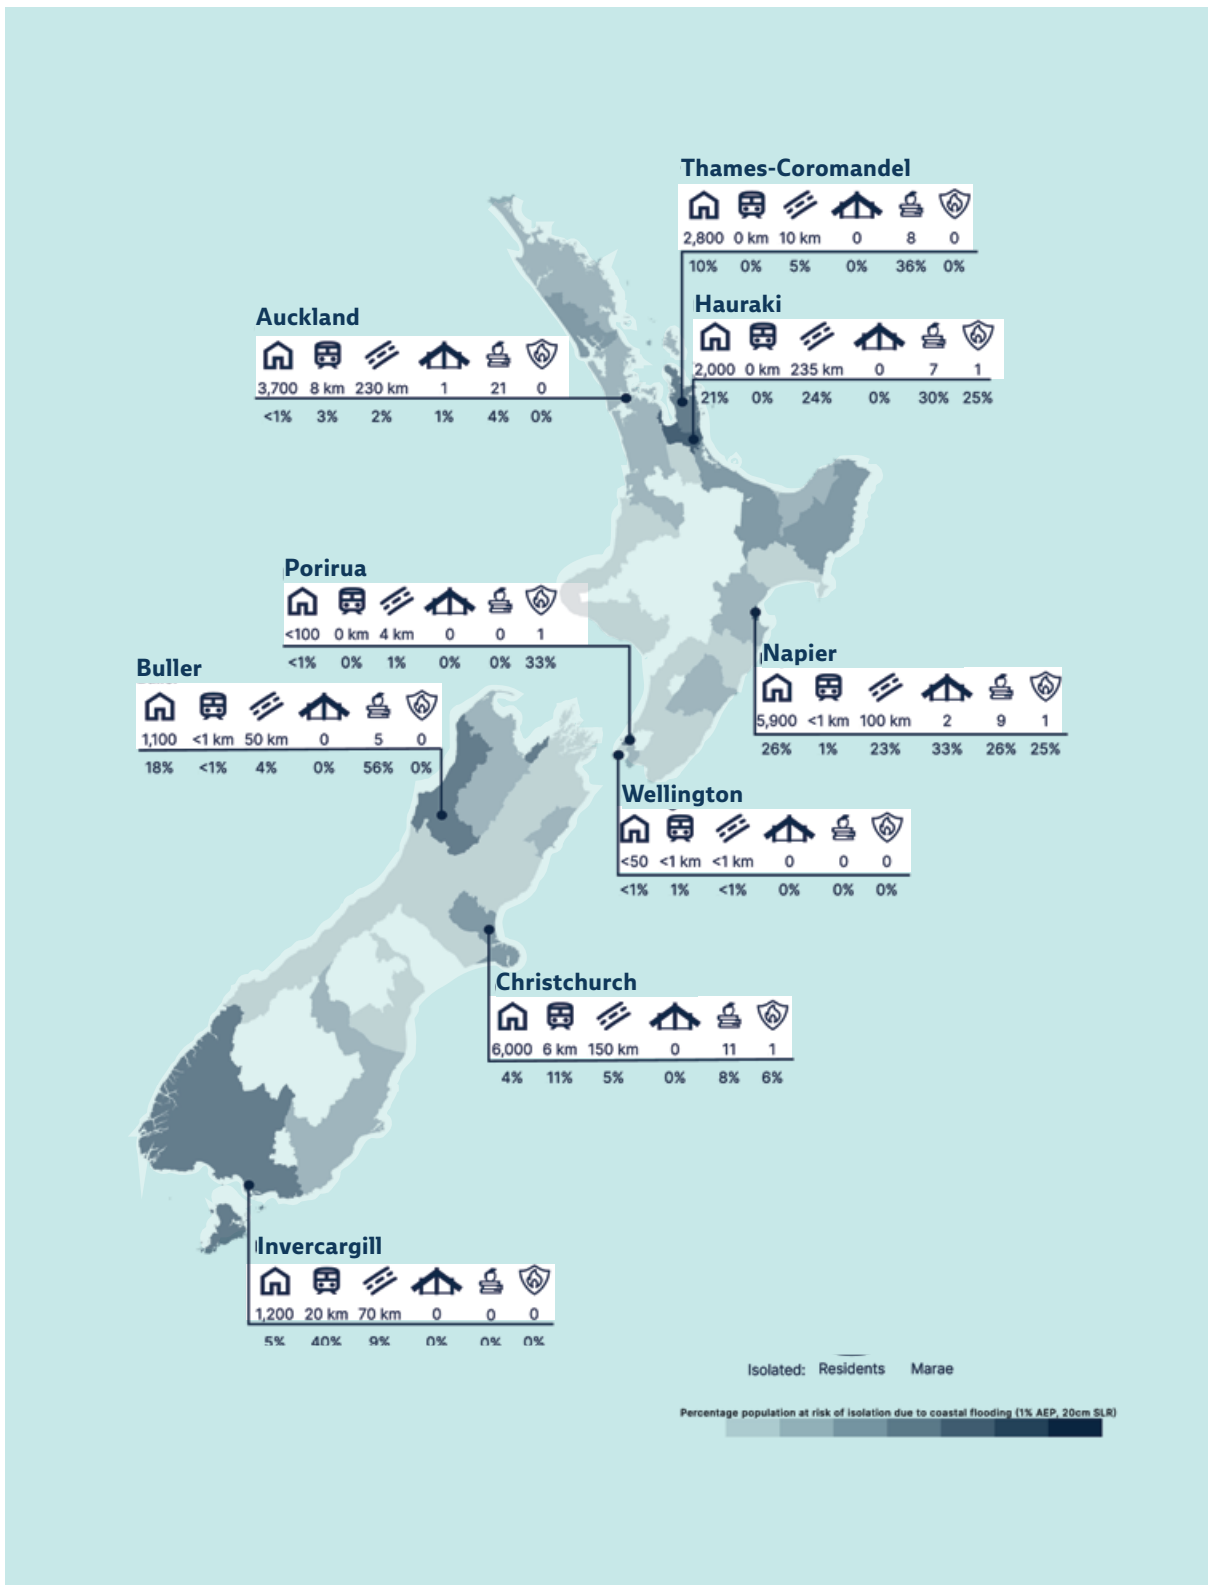 Thames-Coromandel
2,800 0 km 10 km 0 8 0
10% 0% 5% 0% 36% 0%
Hauraki
2,000 0 km 235 km 0 7 1
21% 0% 24% 0% 30% 25%
Auckland
3,700 8 km 230 km 1 21 0
<1% 3% 2% 1% 4% 0%
Porirua
<100 0 km 4 km 0 0 1
<1% 0% 1% 0% 0% 33%
Napier
5,900 <1 km 100 km 2 9 1
26% 1% 23% 33% 26% 25%
Buller
1,100 <1 km 50 km 0 5 0
18% <1% 4% 0% 56% 0%
Wellington
<50 <1 km <1 km 0 0 0
<1% 1% <1% 0% 0% 0%
Christchurch
6,000 6 km 150 km 0 11 1
4% 11% 5% 0% 8% 6%
Invercargill
1,200 20 km 70 km 0 0 0
5% 40% 9% 0% 0% 0%
Isolated: Residents Marae
Percentage population at risk of isolation due to coastal flooding (1% AEP, 20cm SLR)